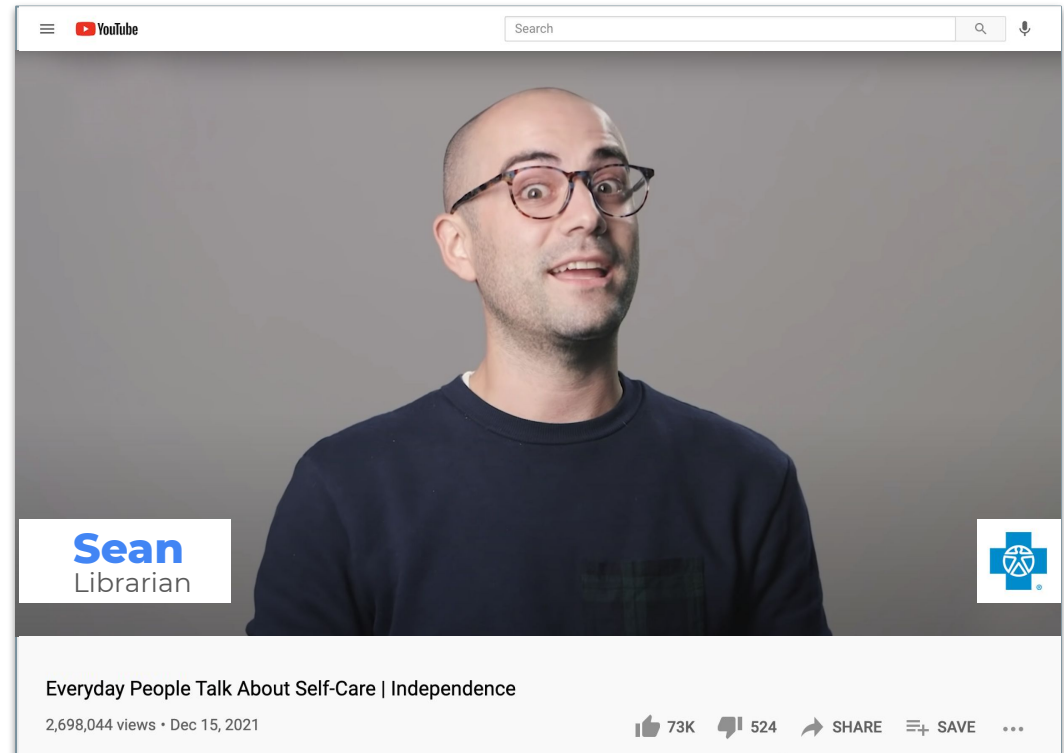 YouTube
Search
Sean
Librarian
®
Everyday People Talk About Self-Care | Independence
2,698,044 views • Dec 15, 2021
73K 524 SHARE SAVE